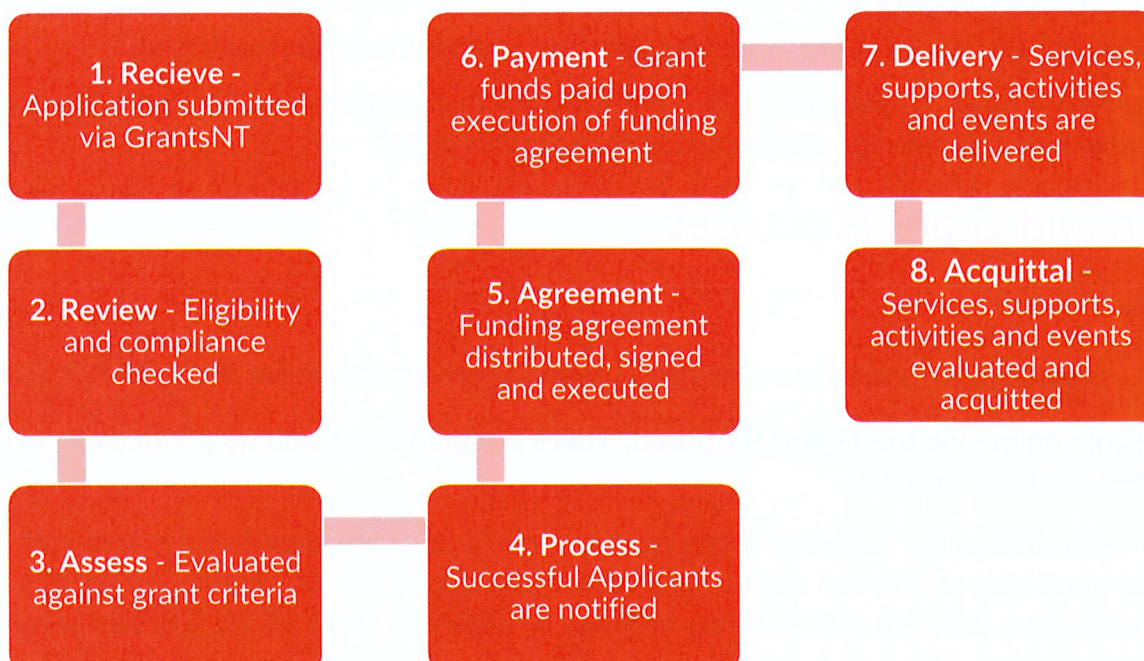 1. Recieve -
Application submitted
via GrantsNT
2. Review - Eligibility
and compliance
checked
3. Assess - Evaluated
against grant criteria
4. Process -
Successful Applicants
are notified
5. Agreement -
Funding agreement
distributed, signed
and executed
6. Payment - Grant
funds paid upon
execution of funding
agreement
7. Delivery - Services,
supports, activities
and events are
delivered
8. Acquittal -
Services, supports,
activities and events
evaluated and
acquitted